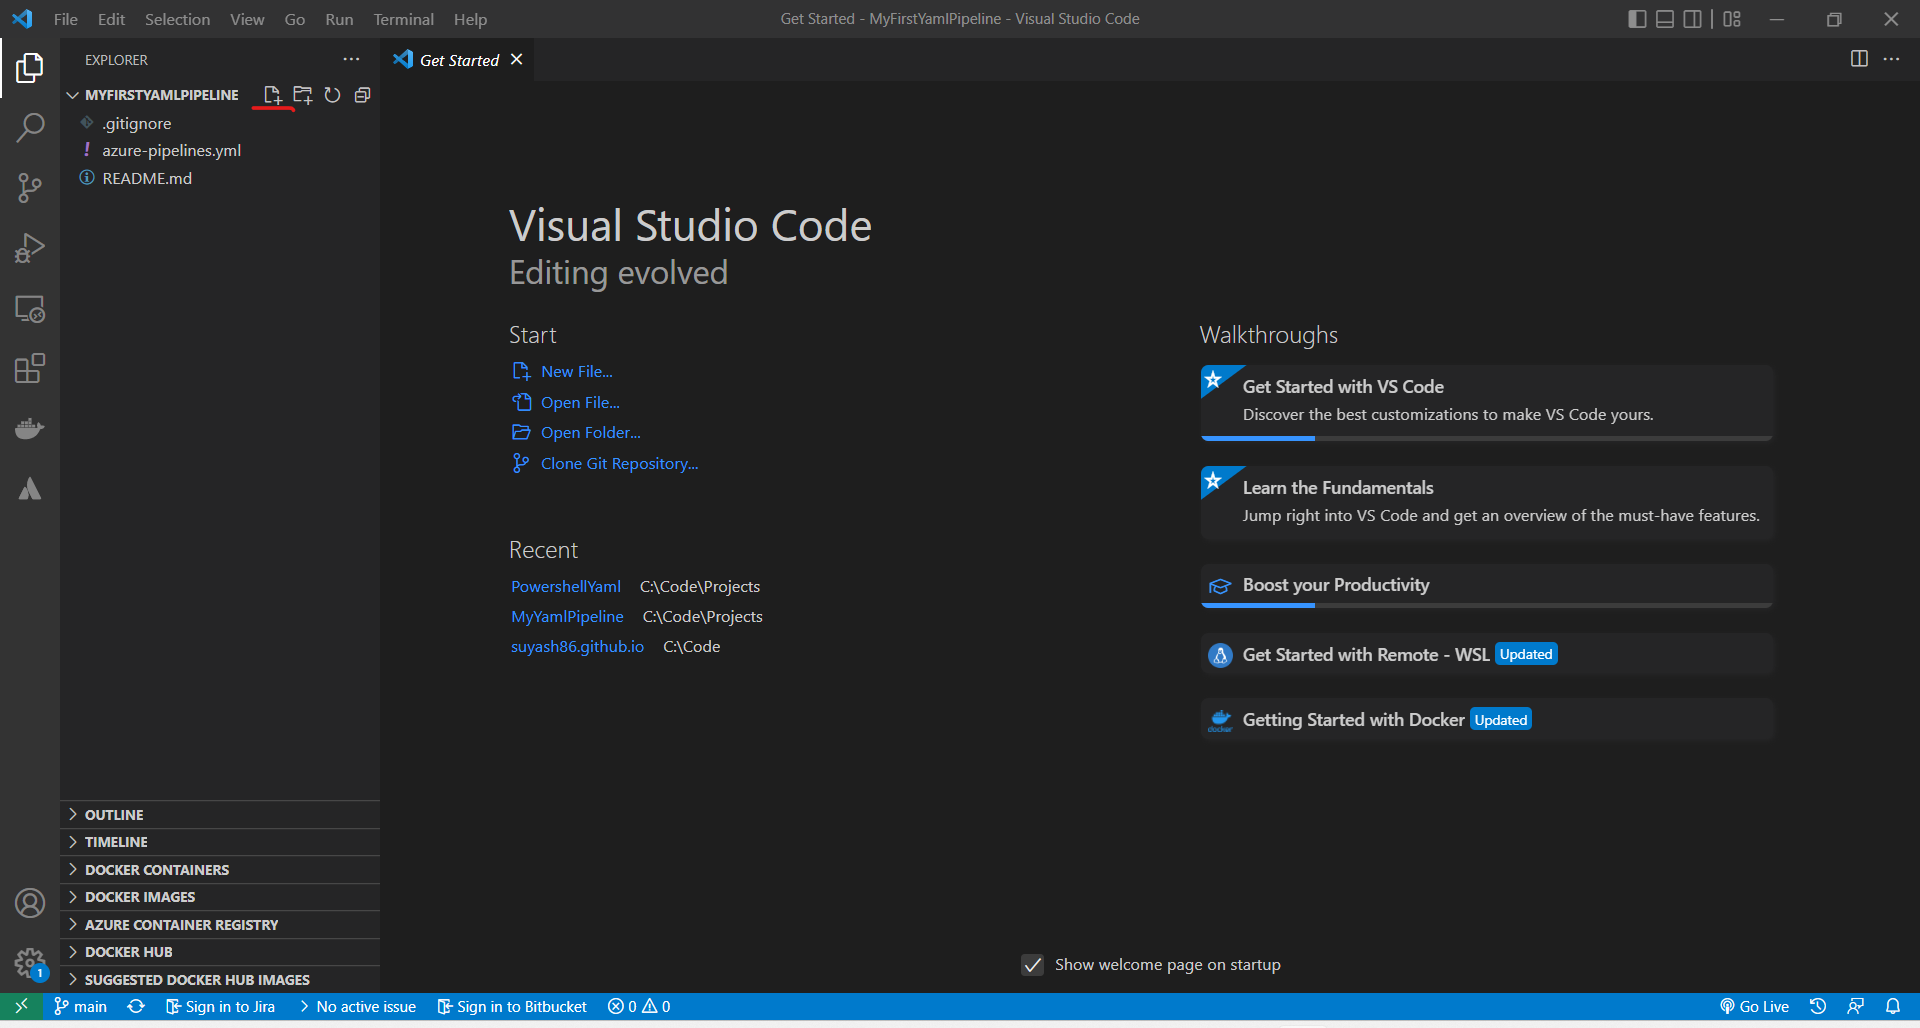 File Edit Selection View Go Run Terminal Help
Get Started - MyFirstYamlPipeline - Visual Studio Code
EXPLORER
MYFIRSTYAMLPIPELINE
.gitignore
! azure-pipelines.yml
README.md
OUTLINE
TIMELINE
DOCKER CONTAINERS
DOCKER IMAGES
AZURE CONTAINER REGISTRY
DOCKER HUB
SUGGESTED DOCKER HUB IMAGES
1
Get Started
Visual Studio Code
Editing evolved
Start
New File...
Open File...
Open Folder...
Clone Git Repository...
Recent
PowershellYaml C:\Code\Projects
MyYamlPipeline C:\Code\Projects
suyash86.github.io C:\Code
Walkthroughs
Get Started with VS Code
Discover the best customizations to make VS Code yours.
Learn the Fundamentals
Jump right into VS Code and get an overview of the must-have features.
Boost your Productivity
Get Started with Remote - WSL Updated
docker
Getting Started with Docker Updated
Show welcome page on startup
main Sign in to Jira No active issue Sign in to Bitbucket 0 0 Go Live